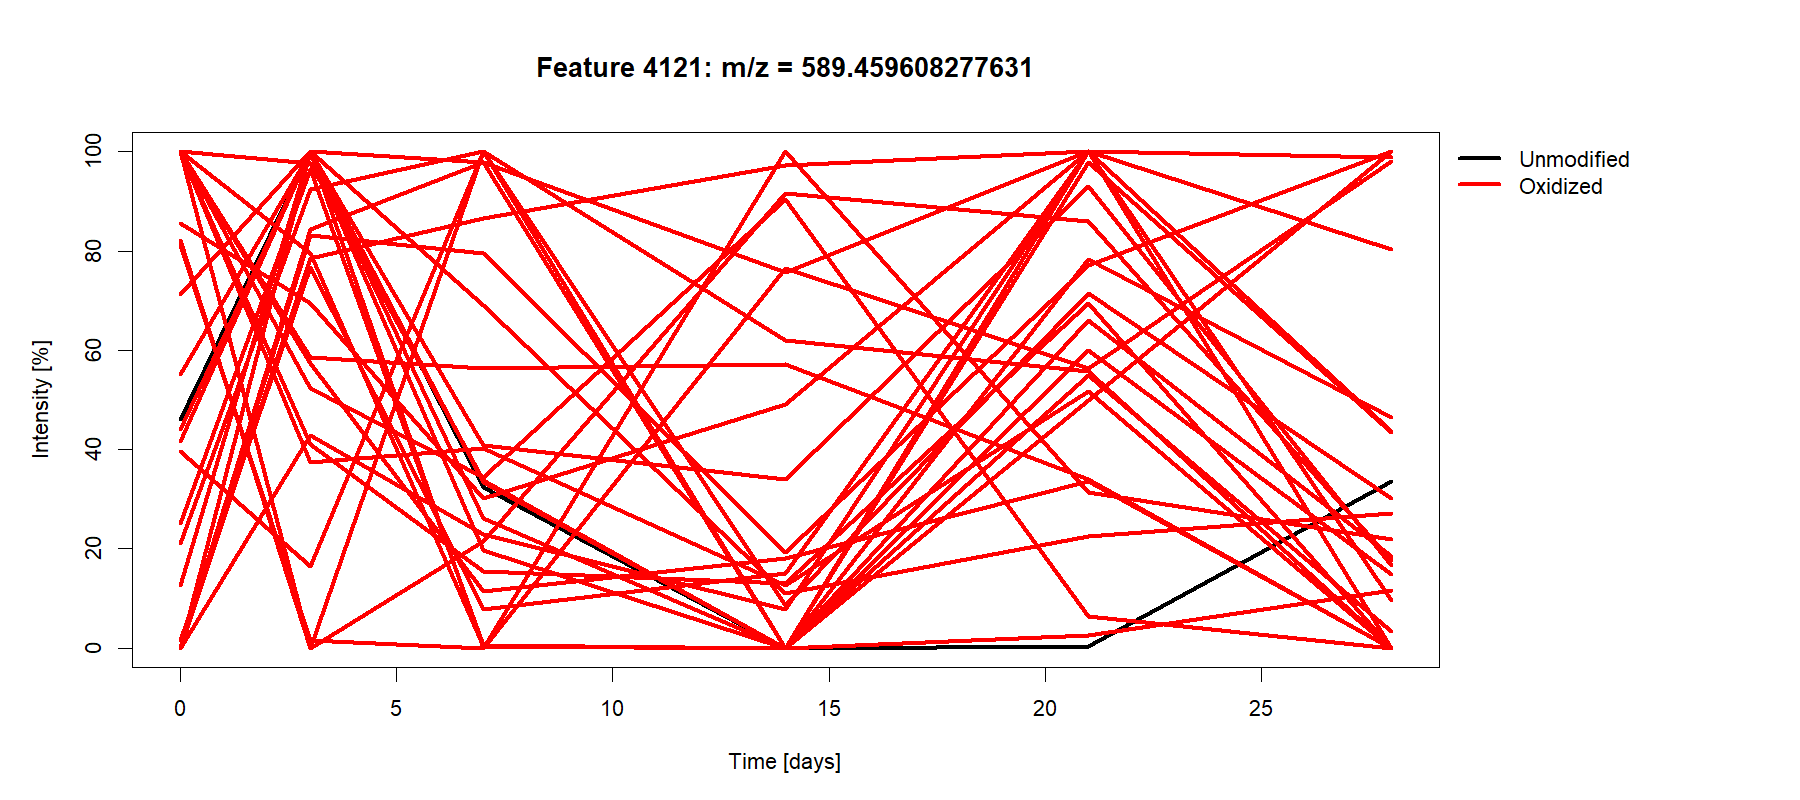 Feature 4121: m/z = 589.459608277631
Unmodified
Oxidized
Intensity [%]
100
80
60
40
20
0
0 5 10 15 20 25
Time [days]